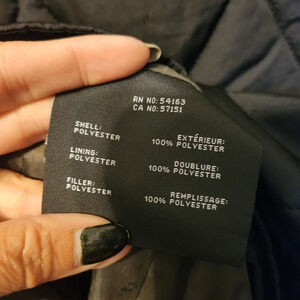 RN NO: 54163
CA NO: 57151
SHELL:
POLYESTER
EXTÉRIEUR:
100% POLYESTER
LINING:
POLYESTER
DOUBLURE:
100% POLYESTER
FILLER:
POLYESTER
REMPLISSAGE:
100% POLYESTER